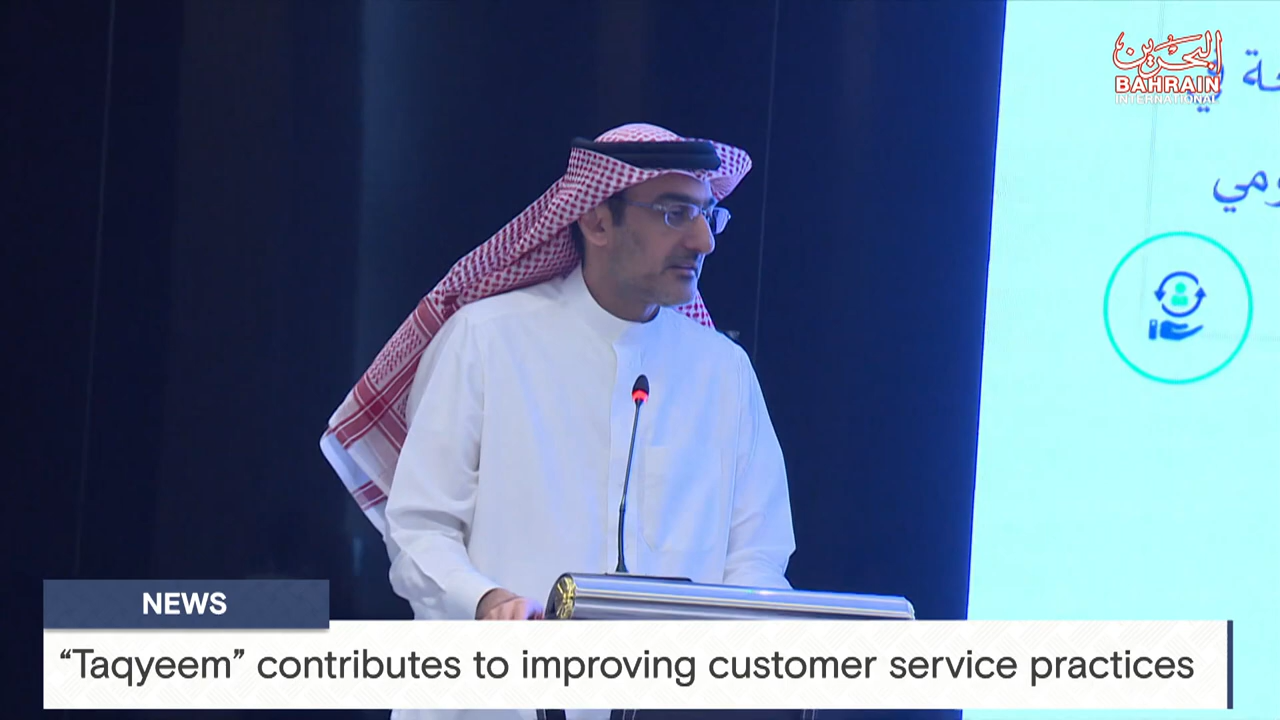 البحرين
BAHRAIN
INTERNATIONAL
NEWS
“Taqyeem” contributes to improving customer service practices